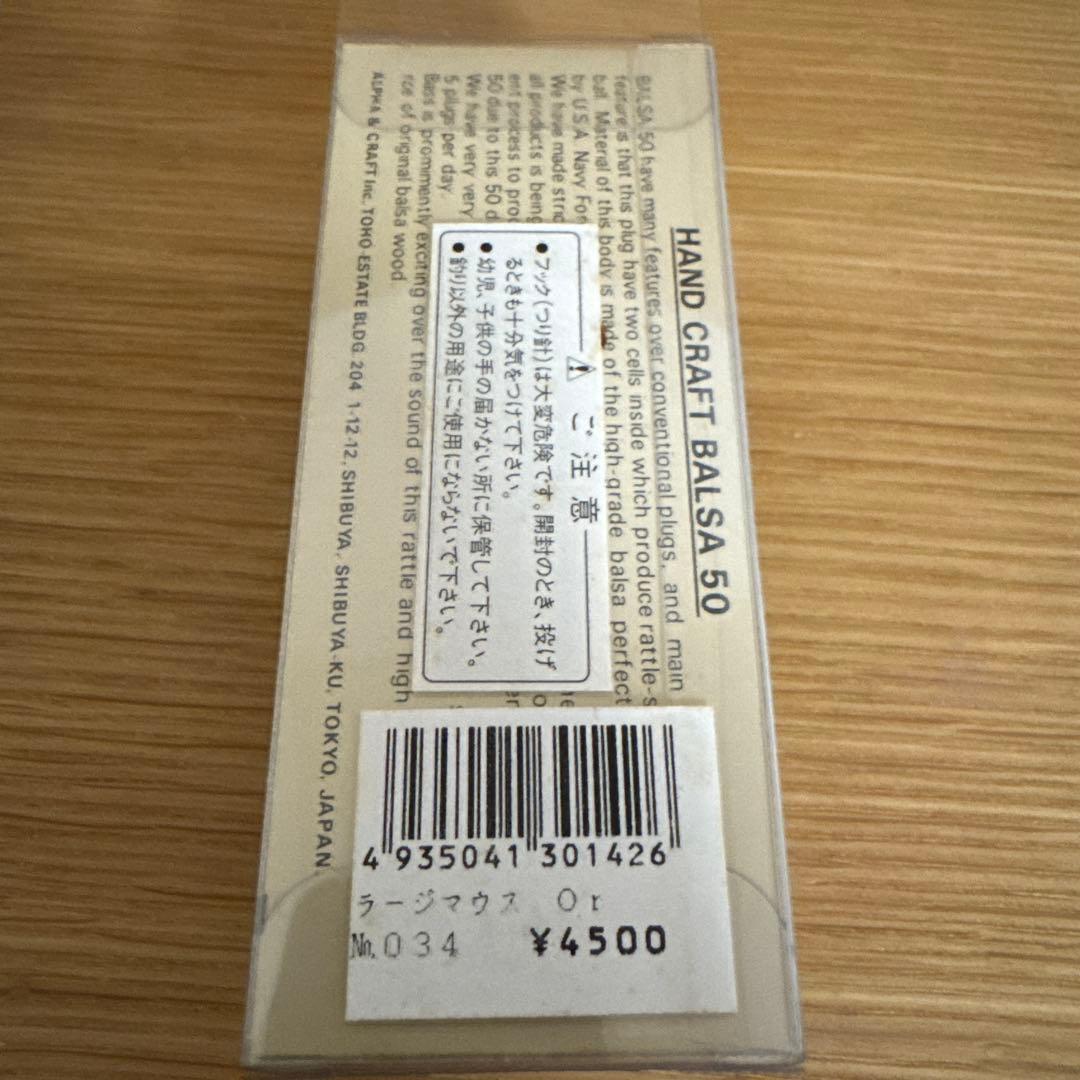 HAND CRAFT BALSA 50
BALSA 50 have many features over conventional plugs, and main
feature is that this plug have two cells inside which produce rattle-s
ball. Material of this body is made of the high-grade balsa perfect
by U.S.A. Navy For
We have made stric
all products is being
ent process to proc
50 due to this 50 d
We have very very
5 plugs per day.
Bass is prommently exciting over the sound of this rattle and high
rce of original balsa wood.
ALPHA & CRAFT Inc. TOHO-ESTATE BLDG. 204 1-12-12, SHIBUYA, SHIBUYA-KU, TOKYO, JAPAN.
⚠ ご注意
●フック(つり針)は大変危険です。開封のとき、投げ
るときも十分気をつけて下さい。
●幼児、子供の手の届かない所に保管して下さい。
●釣り以外の用途にご使用にならないで下さい。
4 935041 301426
ラージマウス Or
No.034 ¥4500